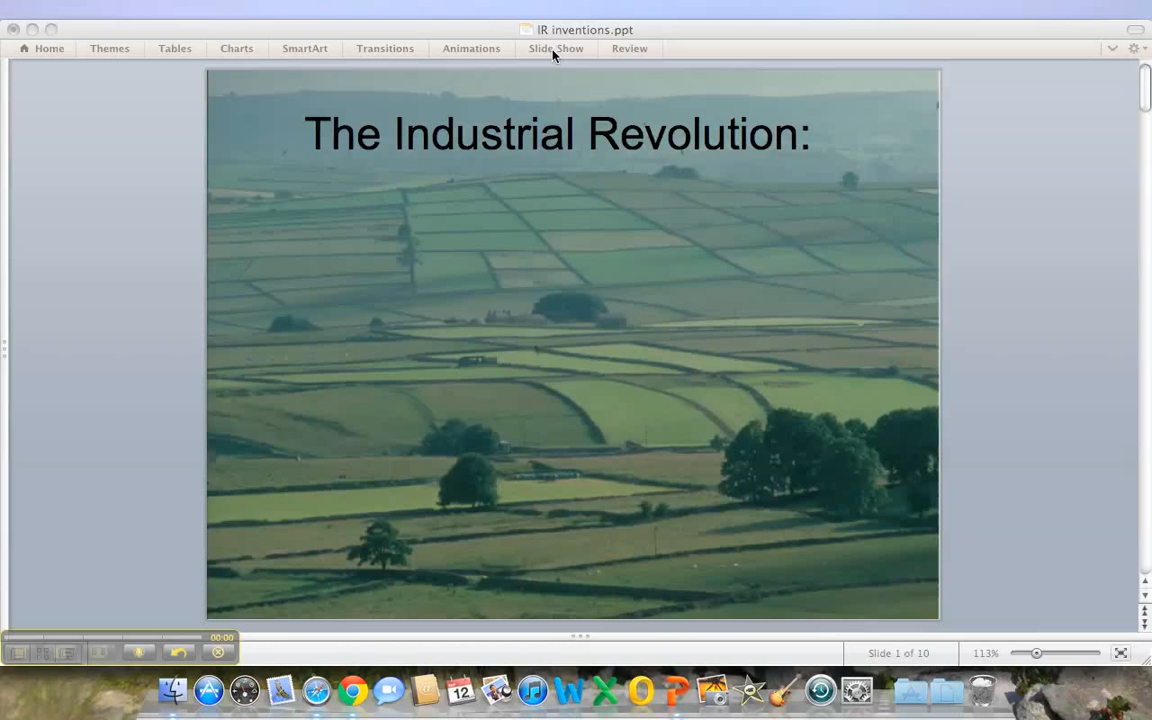 IR inventions.ppt
Home Themes Tables Charts SmartArt Transitions Animations Slide Show Review
The Industrial Revolution:
00:00
Slide 1 of 10 113%
12